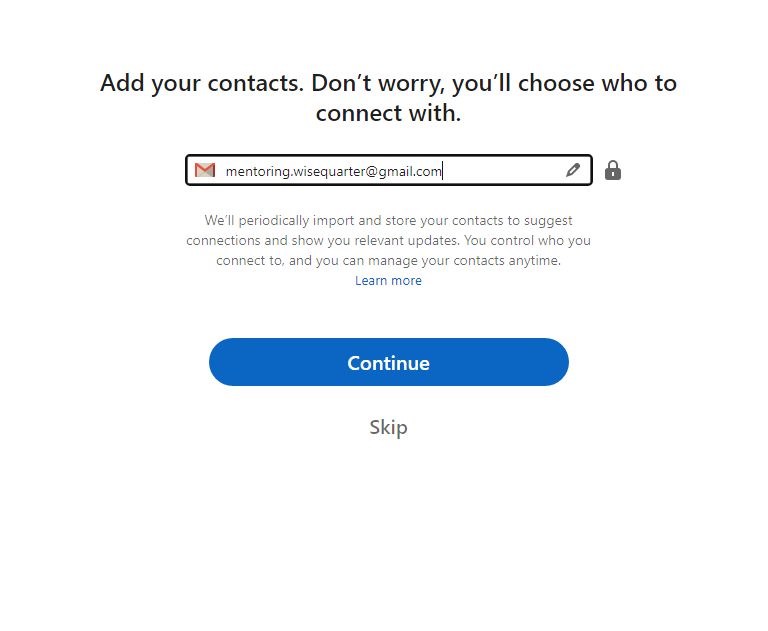 Add your contacts. Don’t worry, you’ll choose who to
connect with.
mentoring.wisequarter@gmail.com
We’ll periodically import and store your contacts to suggest
connections and show you relevant updates. You control who you
connect to, and you can manage your contacts anytime.
Learn more
Continue
Skip